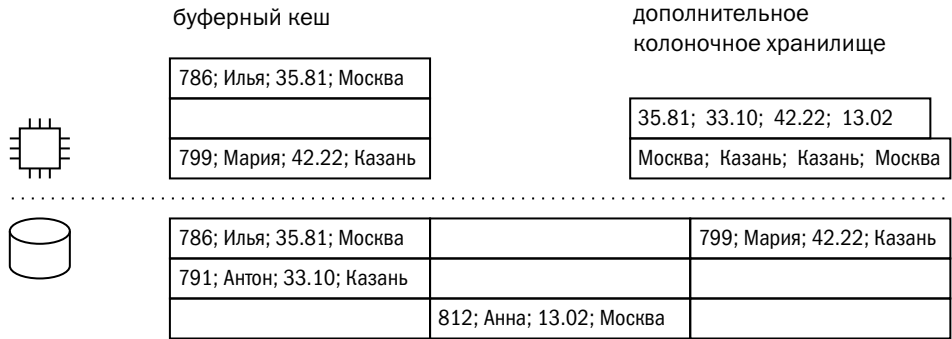 буферный кеш
дополнительное
колоночное хранилище
786; Илья; 35.81; Москва
35.81; 33.10; 42.22; 13.02
799; Мария; 42.22; Казань
Москва; Казань; Казань; Москва
786; Илья; 35.81; Москва
799; Мария; 42.22; Казань
791; Антон; 33.10; Казань
812; Анна; 13.02; Москва